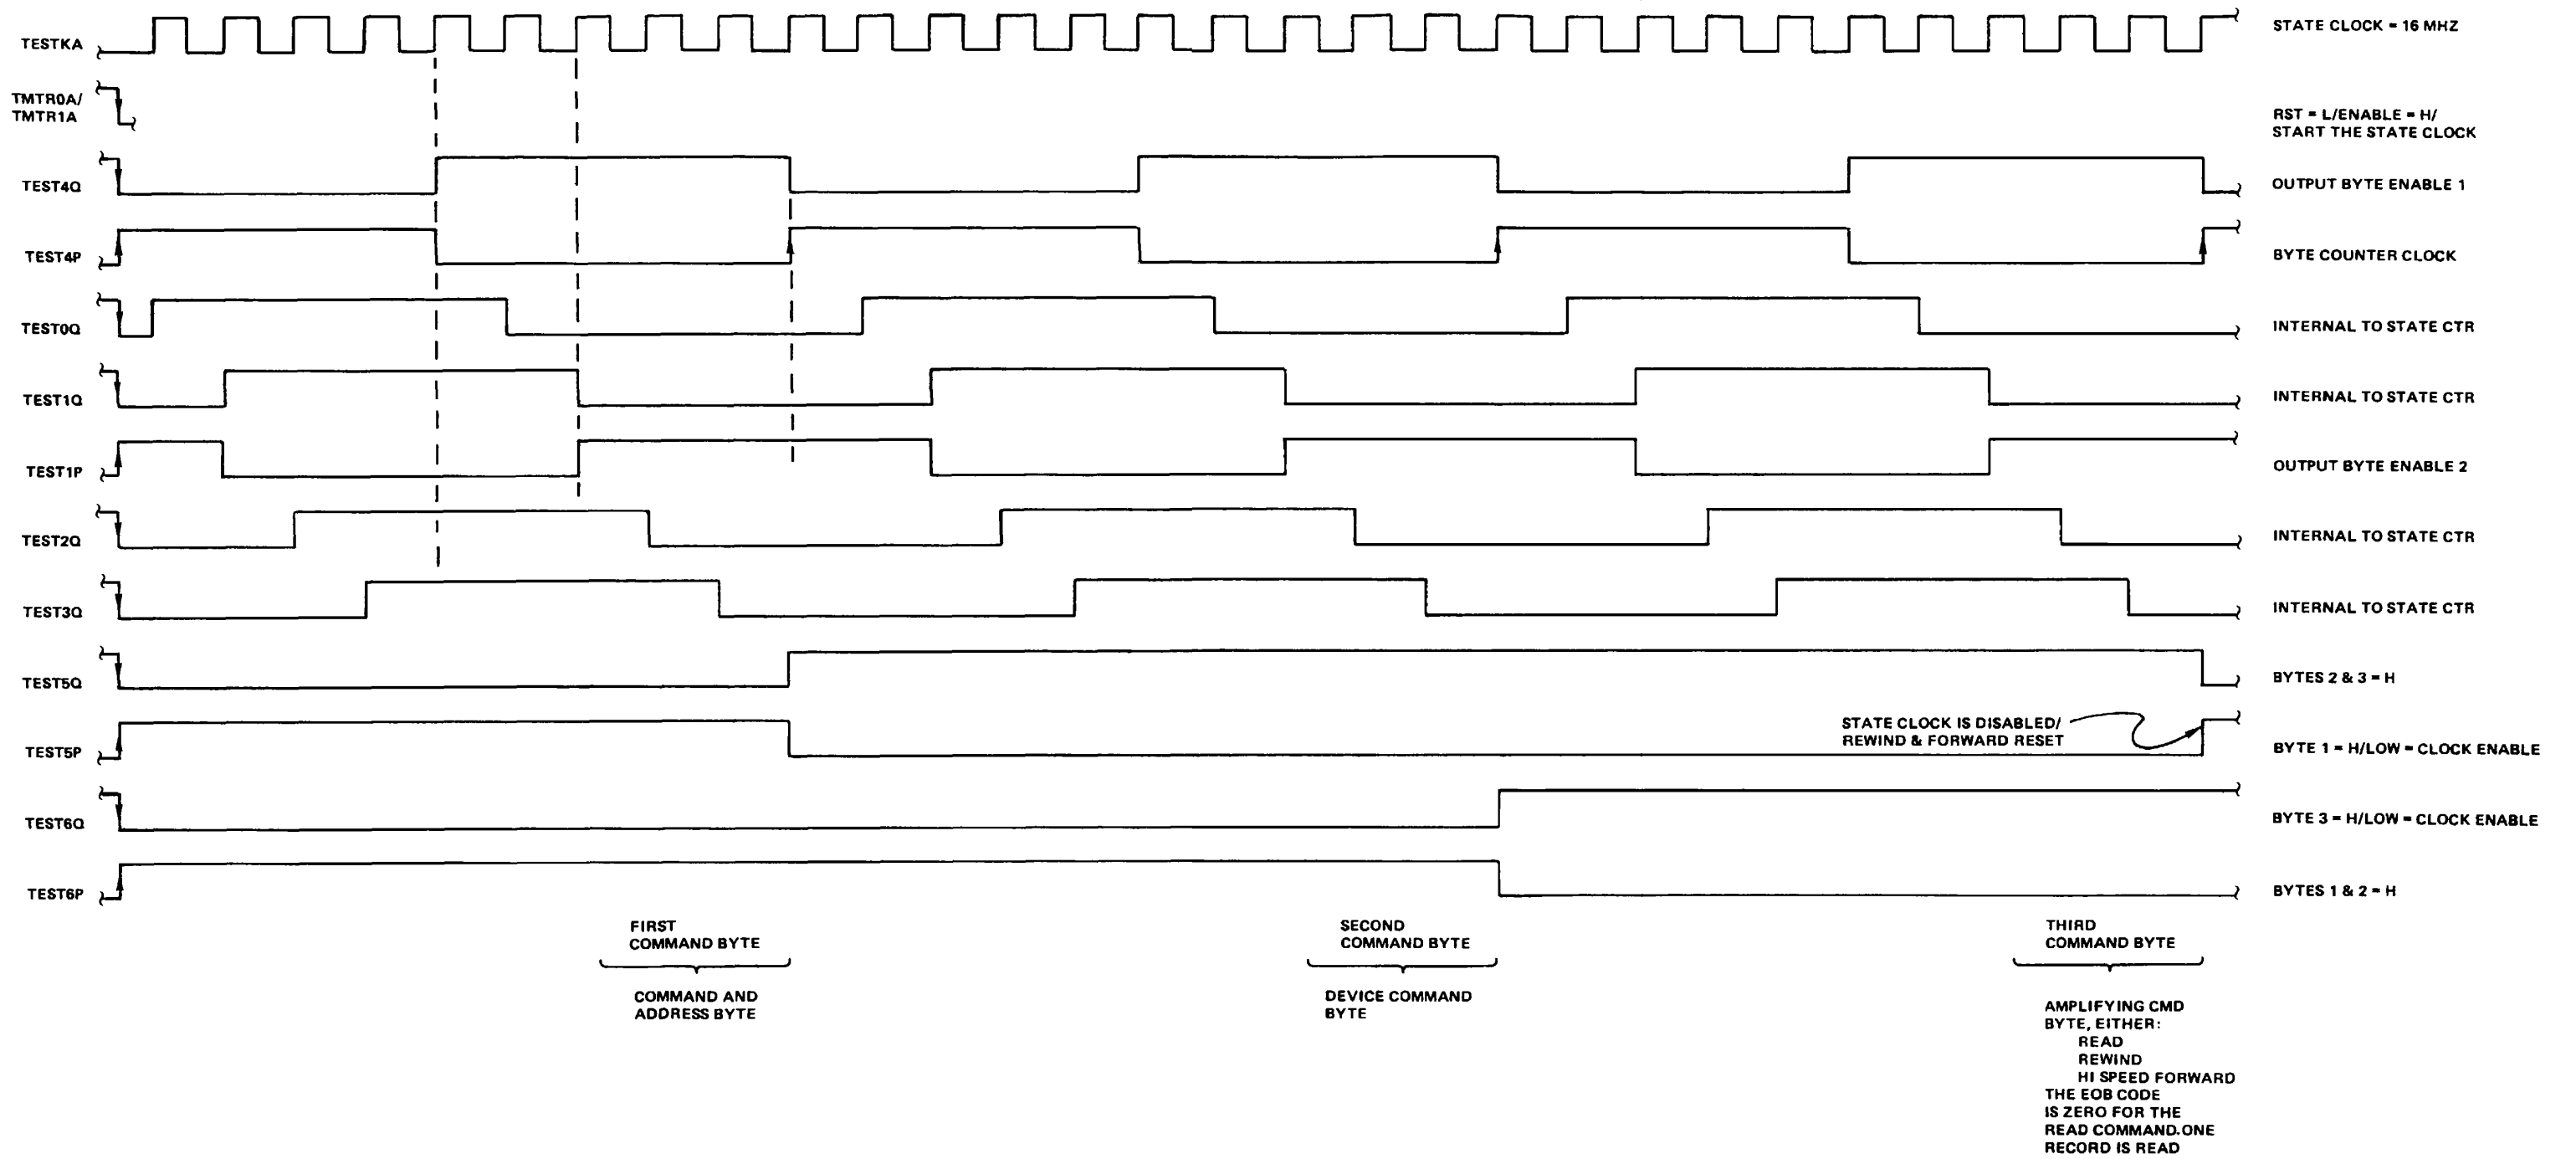 TESTKA
STATE CLOCK = 16 MHZ
TMTR0A/
TMTR1A
RST = L/ENABLE = H/
START THE STATE CLOCK
TEST4Q
OUTPUT BYTE ENABLE 1
TEST4P
BYTE COUNTER CLOCK
TEST0Q
INTERNAL TO STATE CTR
TEST1Q
INTERNAL TO STATE CTR
TEST1P
OUTPUT BYTE ENABLE 2
TEST2Q
INTERNAL TO STATE CTR
TEST3Q
INTERNAL TO STATE CTR
TEST5Q
BYTES 2 & 3 = H
TEST5P
STATE CLOCK IS DISABLED/
REWIND & FORWARD RESET
BYTE 1 = H/LOW = CLOCK ENABLE
TEST6Q
BYTE 3 = H/LOW = CLOCK ENABLE
TEST6P
BYTES 1 & 2 = H
FIRST
COMMAND BYTE
COMMAND AND
ADDRESS BYTE
SECOND
COMMAND BYTE
DEVICE COMMAND
BYTE
THIRD
COMMAND BYTE
AMPLIFYING CMD
BYTE, EITHER:
READ
REWIND
HI SPEED FORWARD
THE EOB CODE
IS ZERO FOR THE
READ COMMAND.ONE
RECORD IS READ